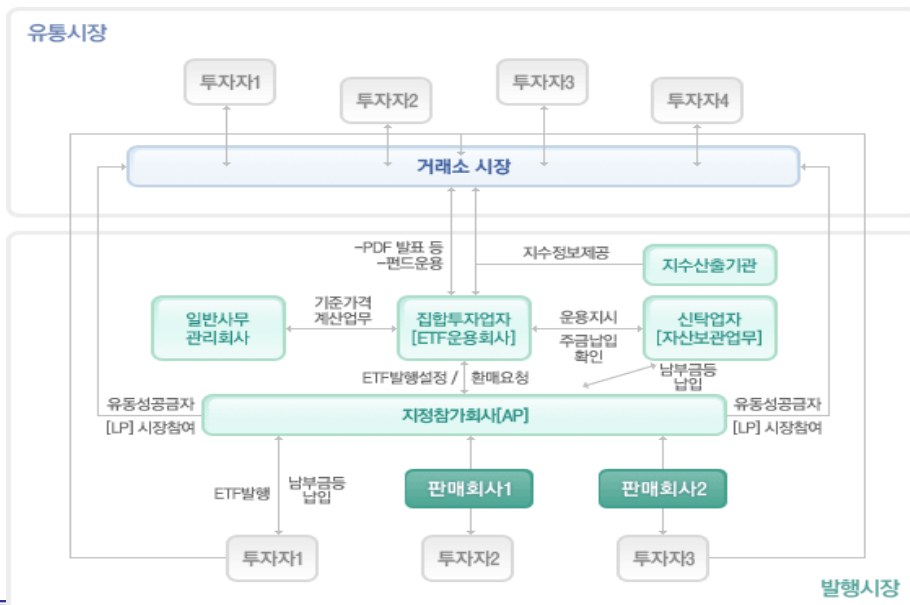 유통시장
투자자1
투자자2
투자자3
투자자4
거래소 시장
-PDF 발표 등
-펀드운용
지수정보제공
지수산출기관
일반사무
관리회사
기준가격
계산업무
집합투자업자
[ETF운용회사]
운용지시
주금납입
확인
신탁업자
[자산보관업무]
ETF발행설정 / 환매요청
남부금등
납입
유동성공급자
[LP] 시장참여
지정참가회사[AP]
유동성공급자
[LP] 시장참여
ETF발행
남부금등
납입
판매회사1
판매회사2
투자자1
투자자2
투자자3
발행시장